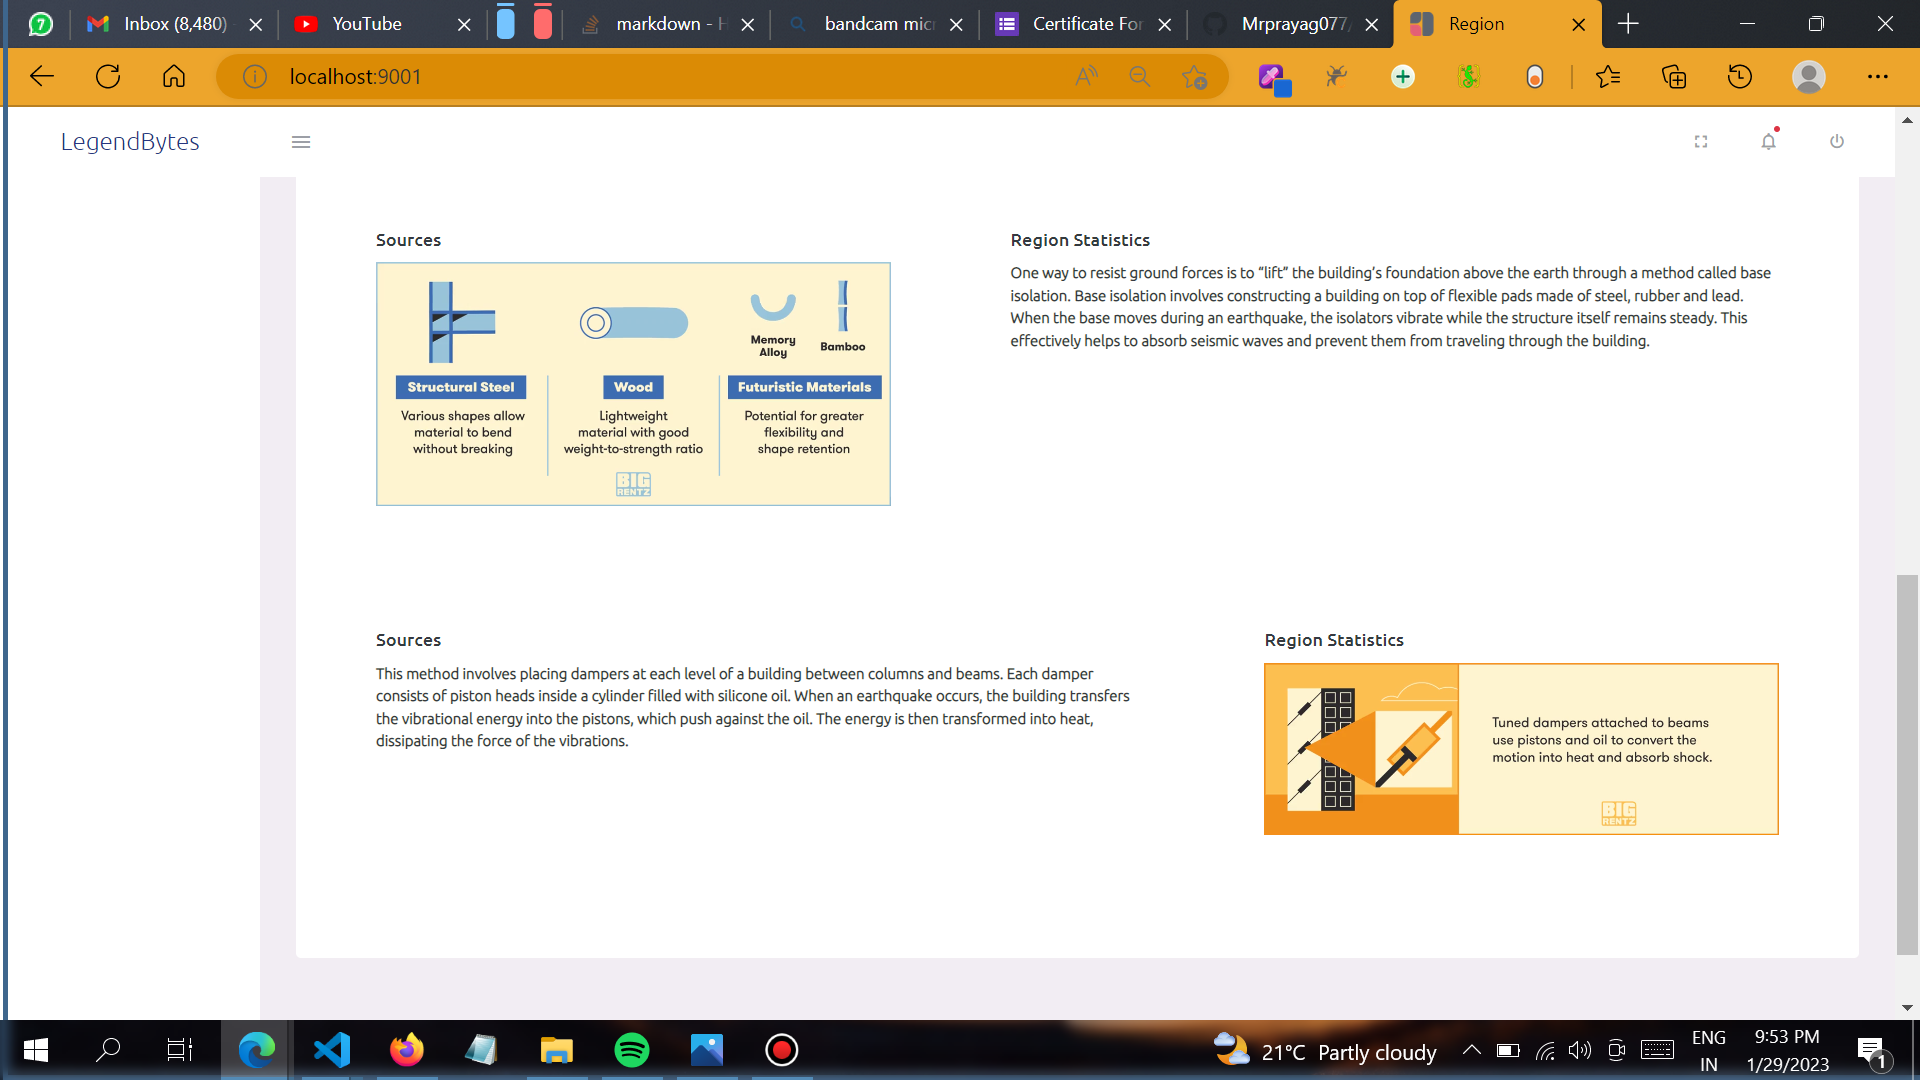 Inbox (8,480)
YouTube
markdown - H
bandcam mic
Certificate For
Mrprayag077/
Region
localhost:9001
LegendBytes
Sources
Memory
Alloy
Bamboo
Structural Steel
Various shapes allow
material to bend
without breaking
Wood
Lightweight
material with good
weight-to-strength ratio
Futuristic Materials
Potential for greater
flexibility and
shape retention
BIG
RENTZ
Region Statistics
One way to resist ground forces is to “lift” the building’s foundation above the earth through a method called base
isolation. Base isolation involves constructing a building on top of flexible pads made of steel, rubber and lead.
When the base moves during an earthquake, the isolators vibrate while the structure itself remains steady. This
effectively helps to absorb seismic waves and prevent them from traveling through the building.
Sources
This method involves placing dampers at each level of a building between columns and beams. Each damper
consists of piston heads inside a cylinder filled with silicone oil. When an earthquake occurs, the building transfers
the vibrational energy into the pistons, which push against the oil. The energy is then transformed into heat,
dissipating the force of the vibrations.
Region Statistics
Tuned dampers attached to beams
use pistons and oil to convert the
motion into heat and absorb shock.
BIG
RENTZ
21°C Partly cloudy
ENG
IN
9:53 PM
1/29/2023
1